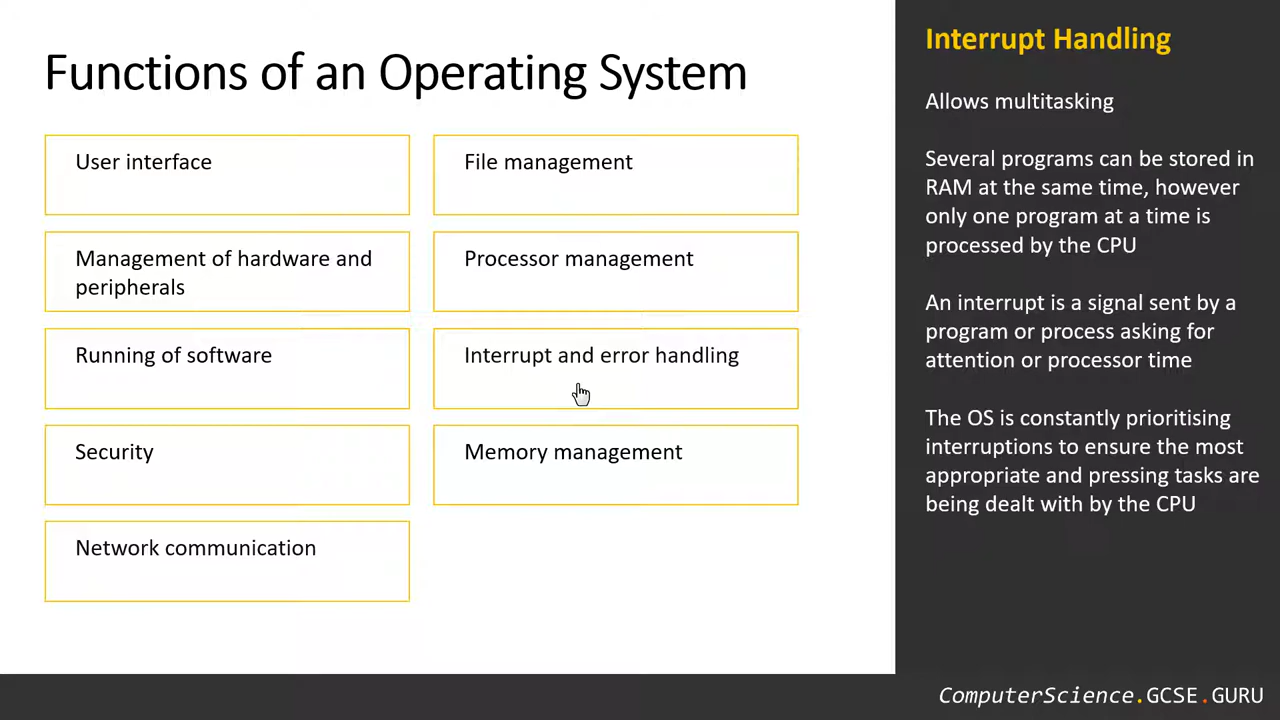 Functions of an Operating System
User interface
File management
Management of hardware and
peripherals
Processor management
Running of software
Interrupt and error handling
Security
Memory management
Network communication
Interrupt Handling
Allows multitasking
Several programs can be stored in
RAM at the same time, however
only one program at a time is
processed by the CPU
An interrupt is a signal sent by a
program or process asking for
attention or processor time
The OS is constantly prioritising
interruptions to ensure the most
appropriate and pressing tasks are
being dealt with by the CPU
ComputerScience.GCSE.GURU